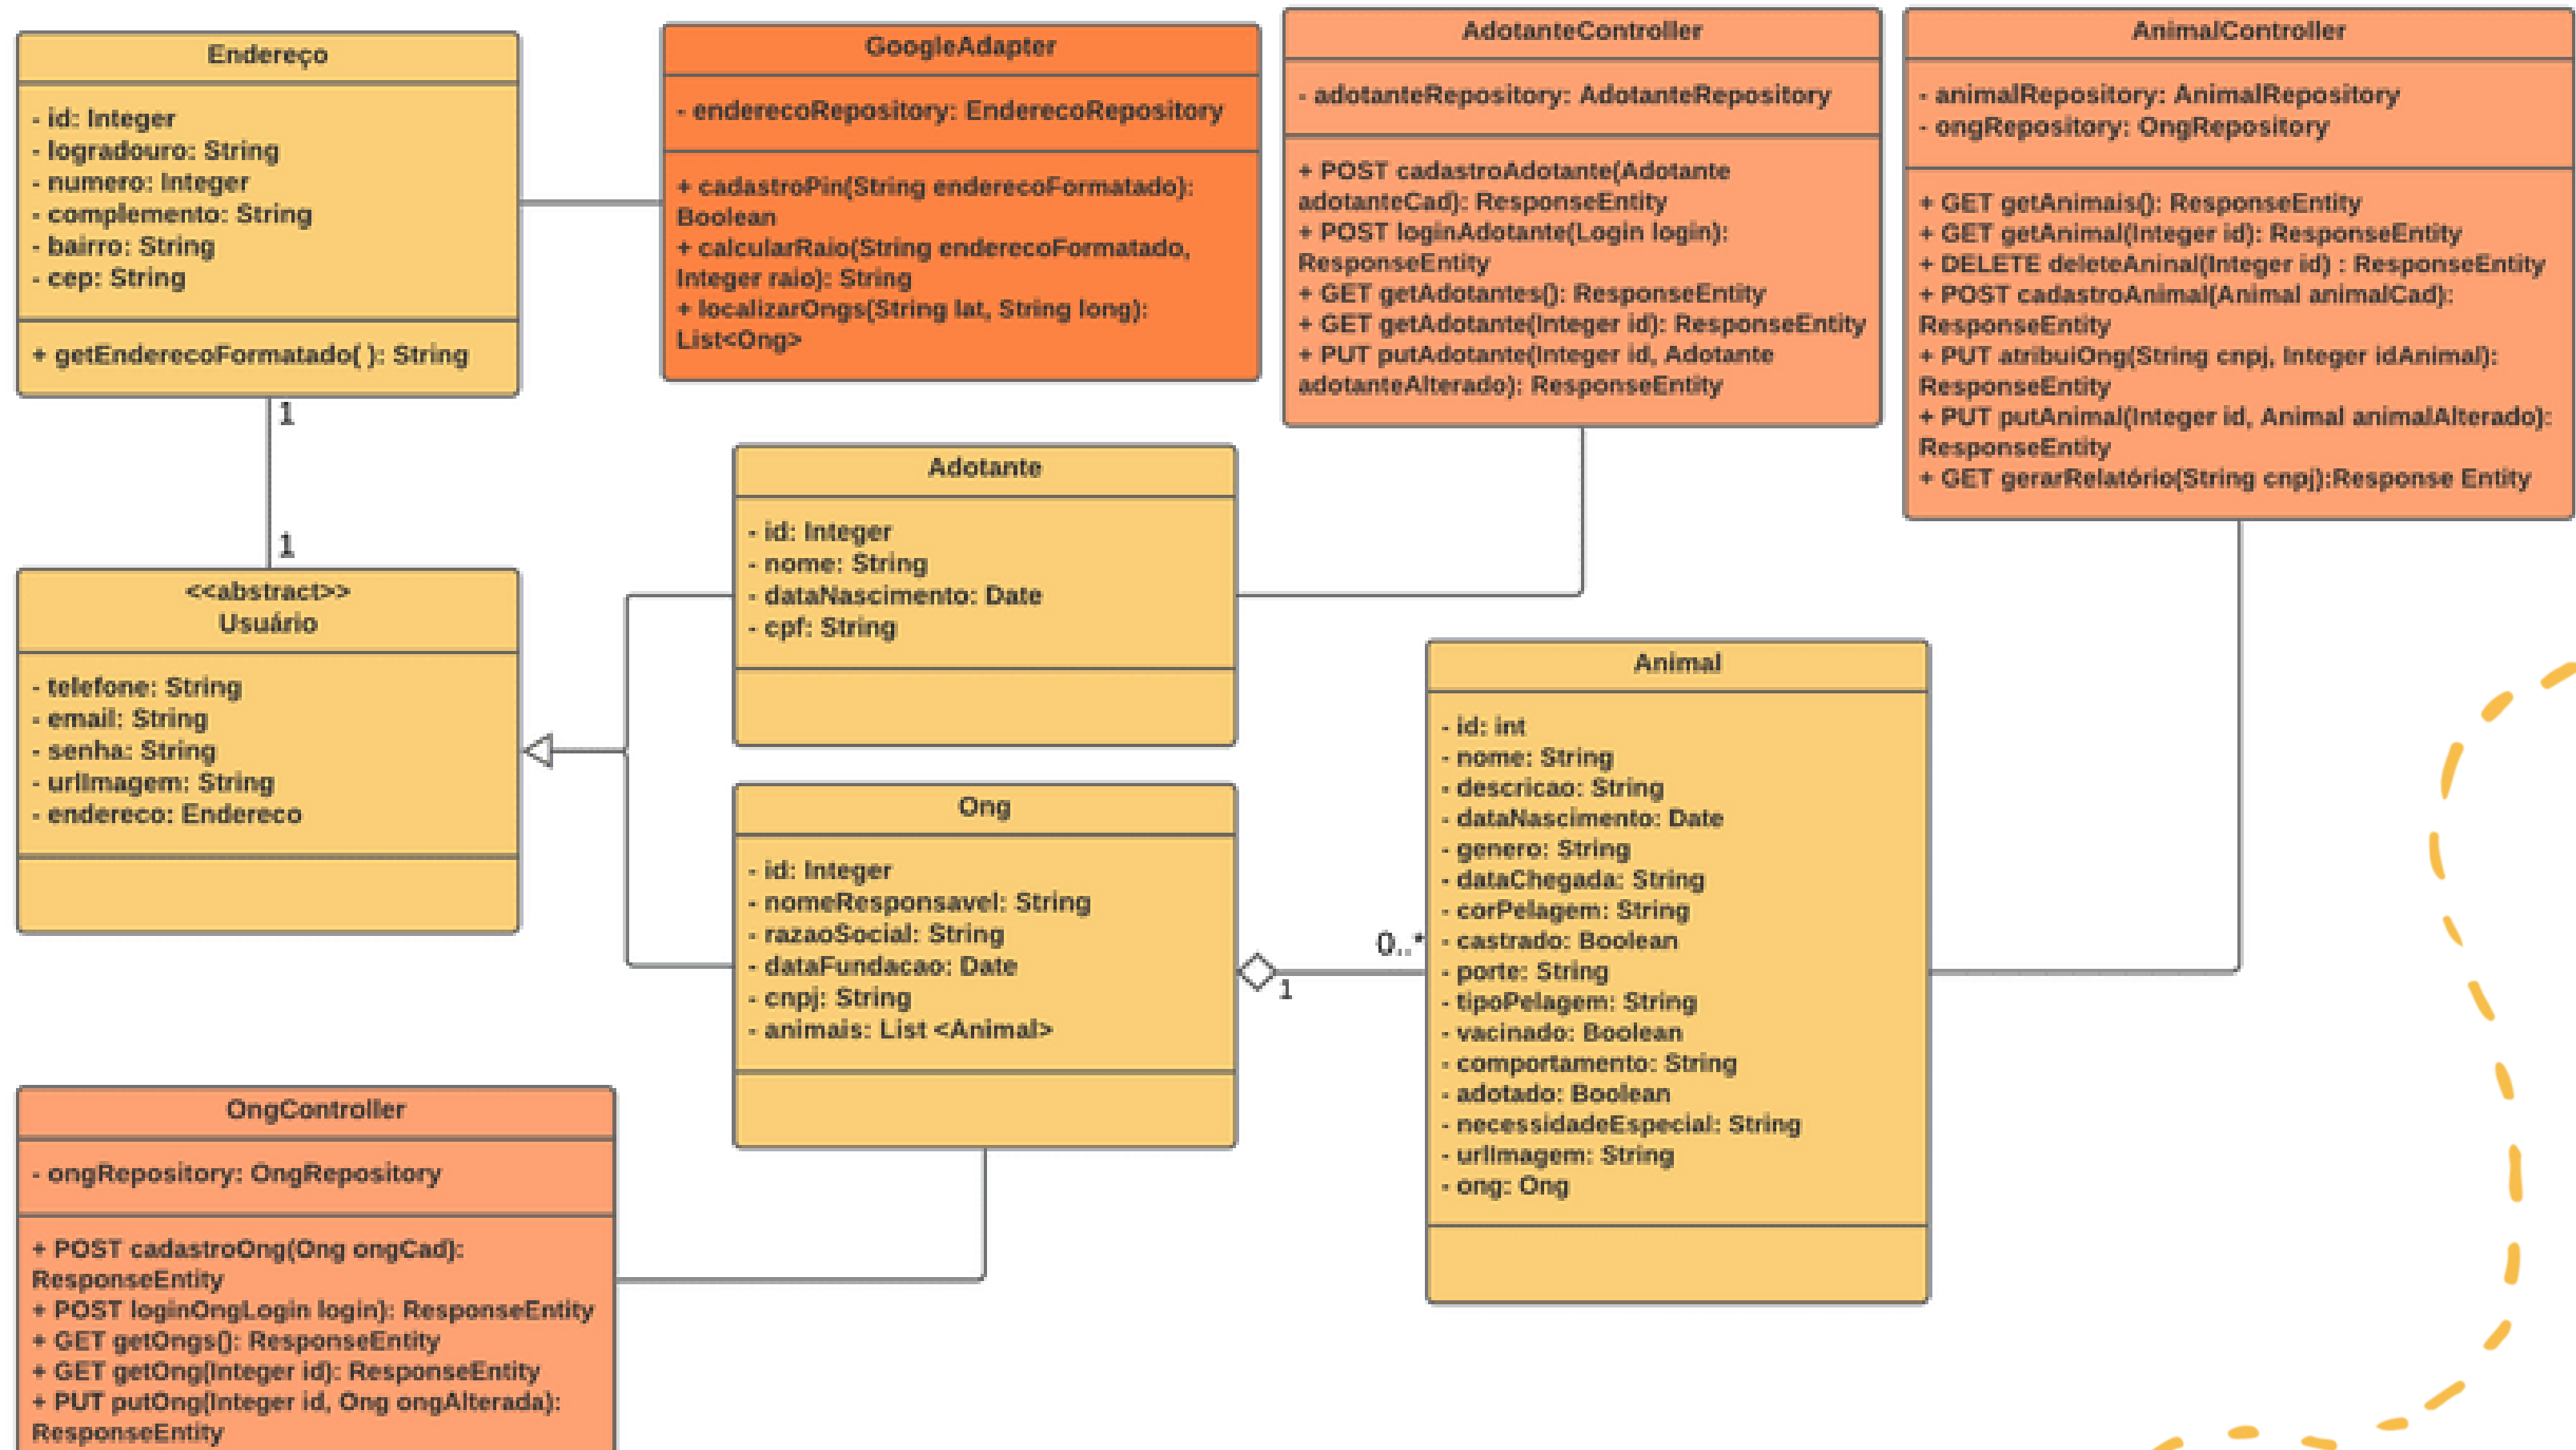 Endereço
- id: Integer
- logradouro: String
- numero: Integer
- complemento: String
- bairro: String
- cep: String
+ getEnderecoFormatado( ): String
1
1
GoogleAdapter
- enderecoRepository: EnderecoRepository
+ cadastroPin(String enderecoFormatado):
Boolean
+ calcularRaio(String enderecoFormatado,
Integer raio): String
+ localizarOngs(String lat, String long):
List<Ong>
AdotanteController
- adotanteRepository: AdotanteRepository
+ POST cadastroAdotante(Adotante
adotanteCad): ResponseEntity
+ POST loginAdotante(Login login):
ResponseEntity
+ GET getAdotantes(): ResponseEntity
+ GET getAdotante(Integer id): ResponseEntity
+ PUT putAdotante(Integer id, Adotante
adotanteAlterado): ResponseEntity
AnimalController
- animalRepository: AnimalRepository
- ongRepository: OngRepository
+ GET getAnimais(): ResponseEntity
+ GET getAnimal(Integer id): ResponseEntity
+ DELETE deleteAninal(Integer id) : ResponseEntity
+ POST cadastroAnimal(Animal animalCad):
ResponseEntity
+ PUT atribuiOng(String cnpj, Integer idAnimal):
ResponseEntity
+ PUT putAnimal(Integer id, Animal animalAlterado):
ResponseEntity
+ GET gerarRelatório(String cnpj):Response Entity
<<abstract>>
Usuário
- telefone: String
- email: String
- senha: String
- urlImagem: String
- endereco: Endereco
Adotante
- id: Integer
- nome: String
- dataNascimento: Date
- cpf: String
Ong
- id: Integer
- nomeResponsavel: String
- razaoSocial: String
- dataFundacao: Date
- cnpj: String
- animais: List <Animal>
0..*
1
Animal
- id: int
- nome: String
- descricao: String
- dataNascimento: Date
- genero: String
- dataChegada: String
- corPelagem: String
- castrado: Boolean
- porte: String
- tipoPelagem: String
- vacinado: Boolean
- comportamento: String
- adotado: Boolean
- necessidadeEspecial: String
- urlImagem: String
- ong: Ong
OngController
- ongRepository: OngRepository
+ POST cadastroOng(Ong ongCad):
ResponseEntity
+ POST loginOngLogin login): ResponseEntity
+ GET getOngs(): ResponseEntity
+ GET getOng(Integer id): ResponseEntity
+ PUT putOng(Integer id, Ong ongAlterada):
ResponseEntity